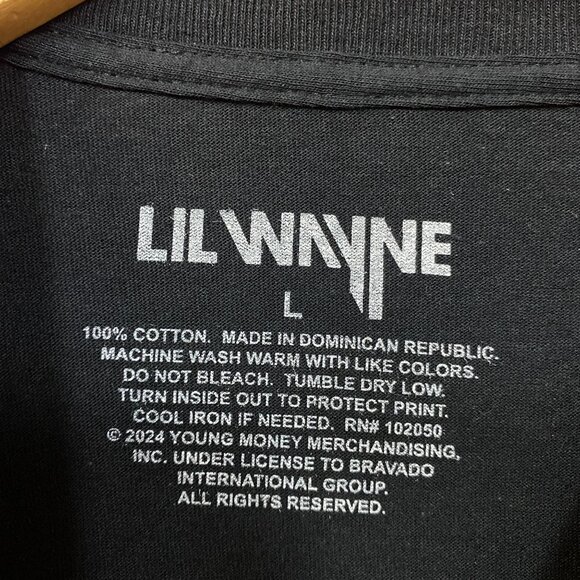 LIL WAYNE
L
100% COTTON. MADE IN DOMINICAN REPUBLIC.
MACHINE WASH WARM WITH LIKE COLORS.
DO NOT BLEACH. TUMBLE DRY LOW.
TURN INSIDE OUT TO PROTECT PRINT.
COOL IRON IF NEEDED. RN# 102050
© 2024 YOUNG MONEY MERCHANDISING,
INC. UNDER LICENSE TO BRAVADO
INTERNATIONAL GROUP.
ALL RIGHTS RESERVED.